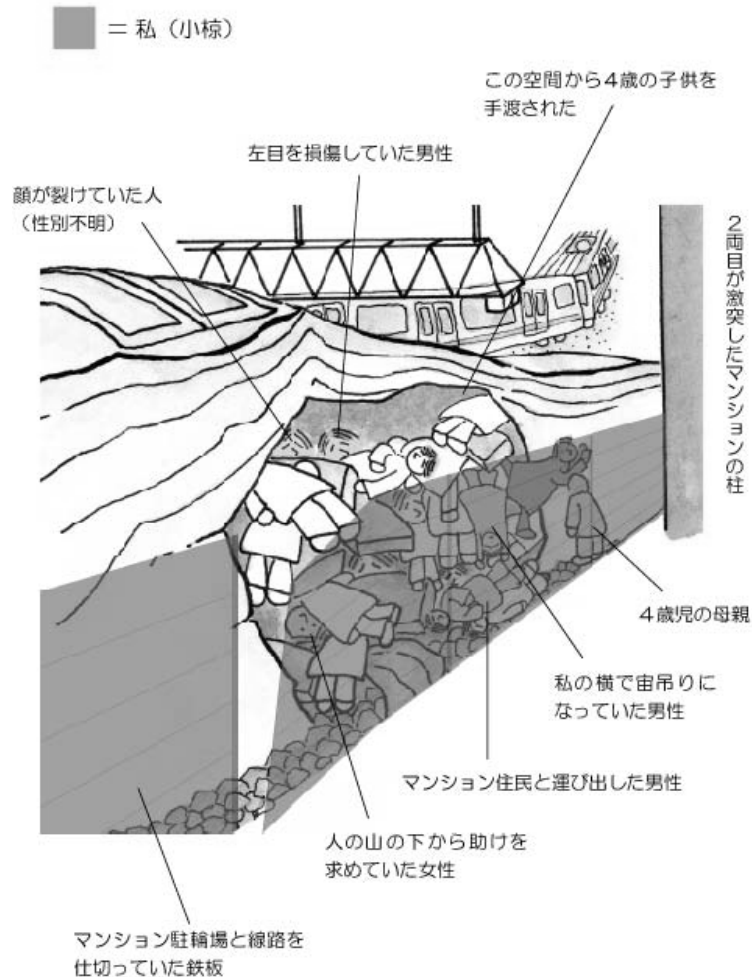 ＝ 私（小椋）
この空間から４歳の子供を
手渡された
左目を損傷していた男性
顔が裂けていた人
（性別不明）
２両目が激突したマンションの柱
４歳児の母親
私の横で宙吊りに
なっていた男性
マンション住民と運び出した男性
人の山の下から助けを
求めていた女性
マンション駐輪場と線路を
仕切っていた鉄板